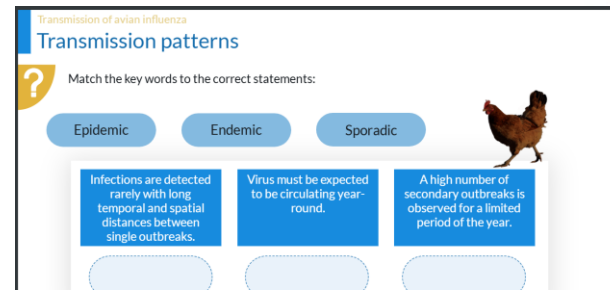 Transmission of avian influenza
Transmission patterns
?
Match the key words to the correct statements:
Epidemic
Endemic
Sporadic
Infections are detected
rarely with long
temporal and spatial
distances between
single outbreaks.
Virus must be expected
to be circulating year-
round.
A high number of
secondary outbreaks is
observed for a limited
period of the year.